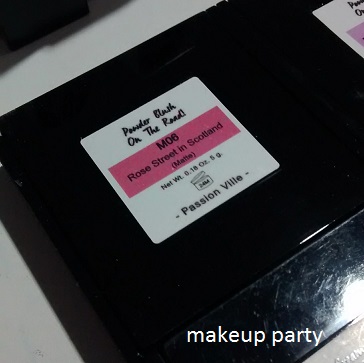 Powder Blush
On The Road!
M06
Rose Street in Scotland
(Matte)
Net Wt. 0.18 Oz. 5 g.
24M
- Passion Ville -
makeup party